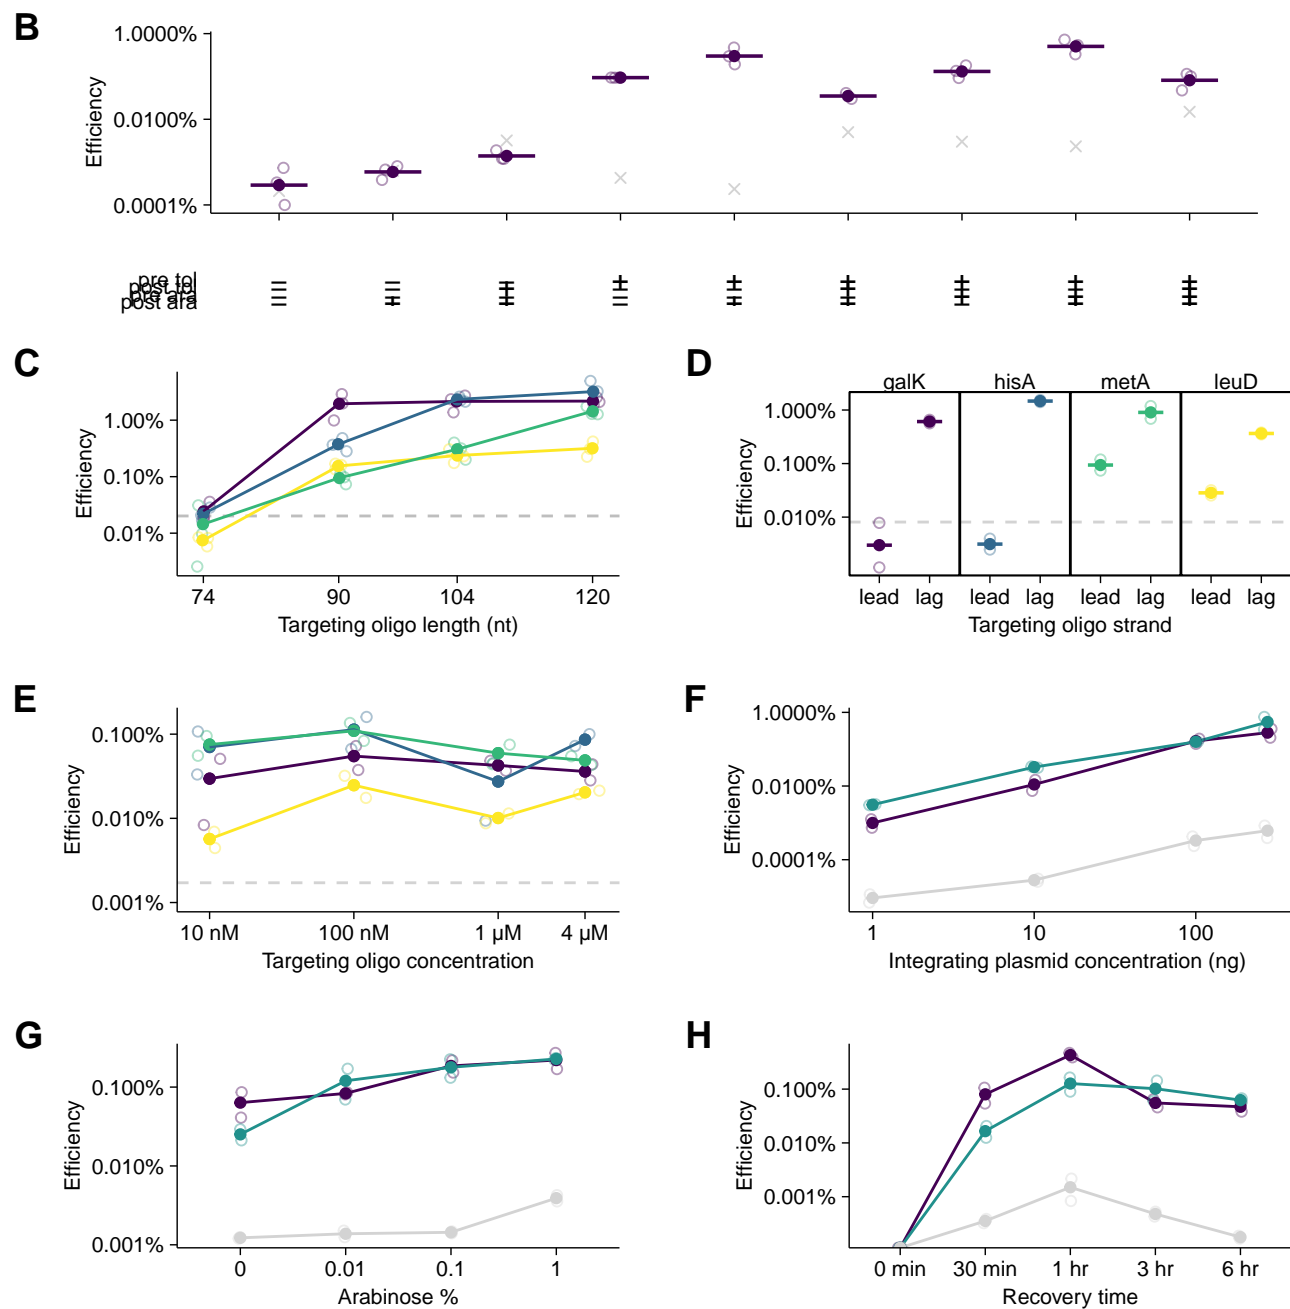 B
1.0000%
0.0100%
0.0001%
Efficiency
pre tol
post tol
pre ara
post ara
C
1.00%
0.10%
0.01%
Efficiency
74 90 104 120
Targeting oligo length (nt)
D
galK hisA metA leuD
1.000%
0.100%
0.010%
Efficiency
lead lag lead lag lead lag lead lag
Targeting oligo strand
E
0.100%
0.010%
0.001%
Efficiency
10 nM 100 nM 1 µM 4 µM
Targeting oligo concentration
F
1.0000%
0.0100%
0.0001%
Efficiency
1 10 100
Integrating plasmid concentration (ng)
G
0.100%
0.010%
0.001%
Efficiency
0 0.01 0.1 1
Arabinose %
H
0.100%
0.010%
0.001%
Efficiency
0 min 30 min 1 hr 3 hr 6 hr
Recovery time